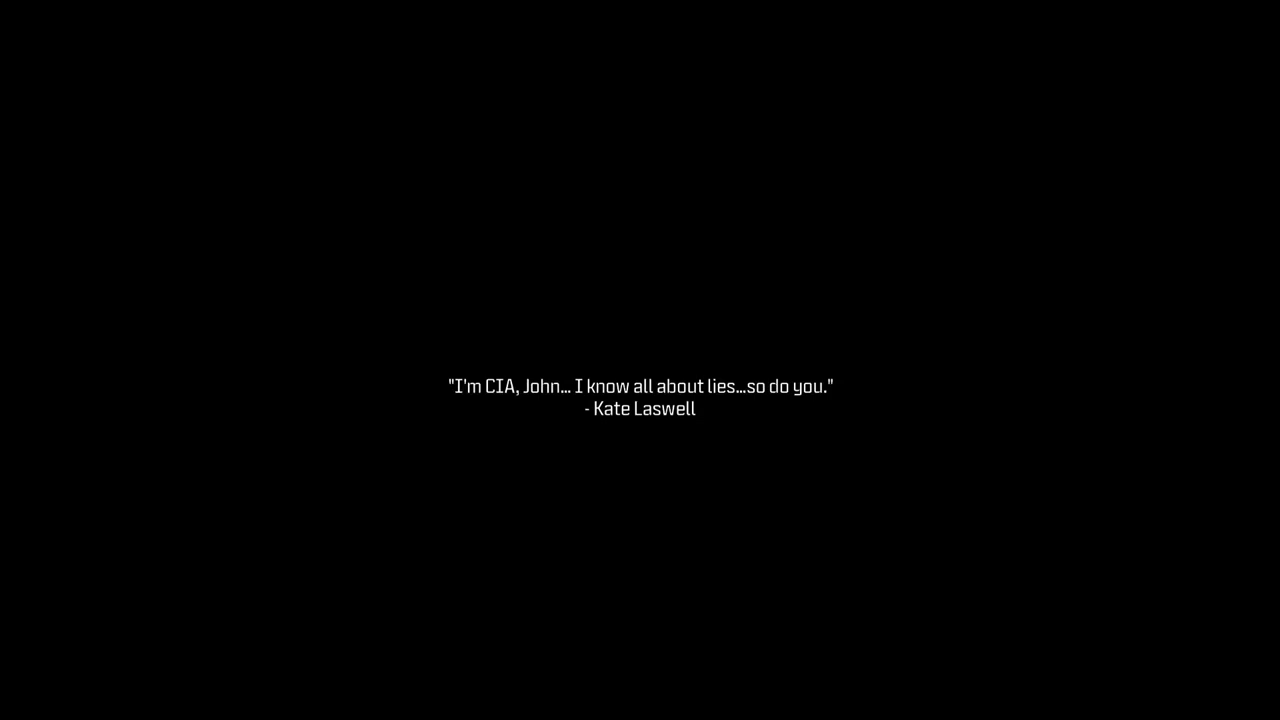 "I'm CIA, John... I know all about lies...so do you."
- Kate Laswell